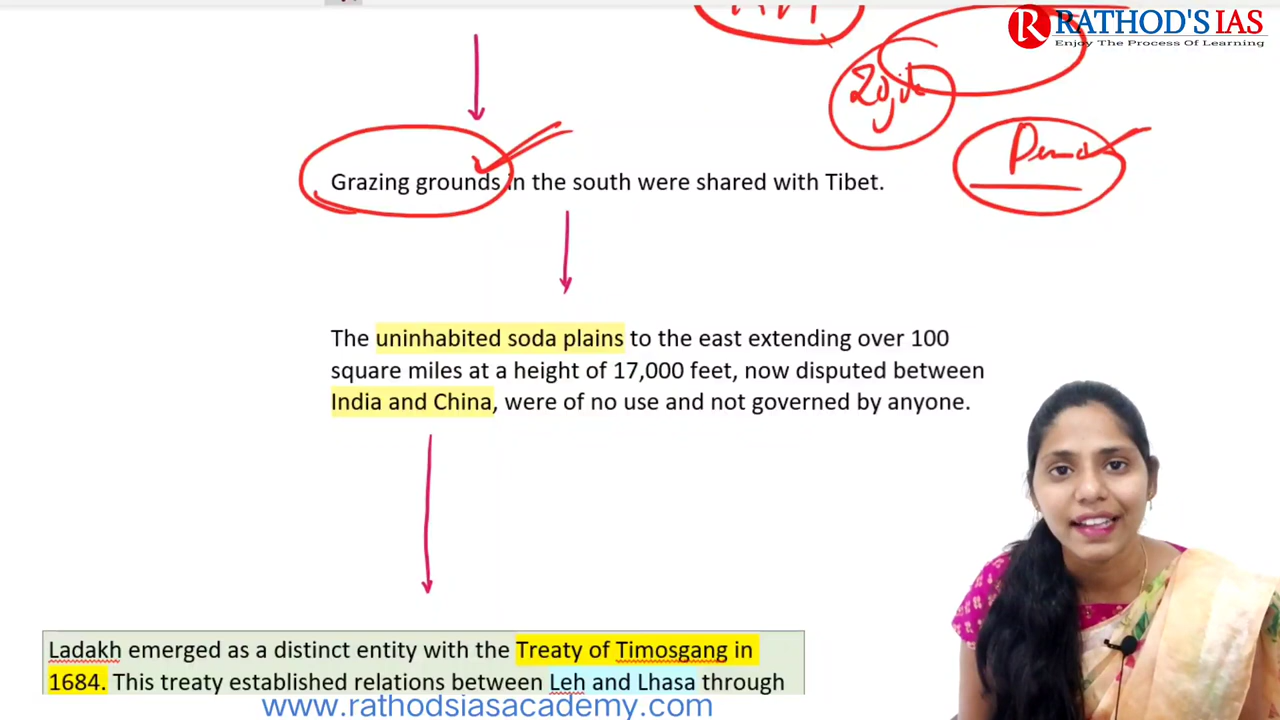 RATHOD'S IAS
Enjoy The Process Of Learning
Grazing grounds in the south were shared with Tibet.
The uninhabited soda plains to the east extending over 100
square miles at a height of 17,000 feet, now disputed between
India and China, were of no use and not governed by anyone.
Ladakh emerged as a distinct entity with the Treaty of Timosgang in
1684. This treaty established relations between Leh and Lhasa through
www.rathodsiasacademy.com